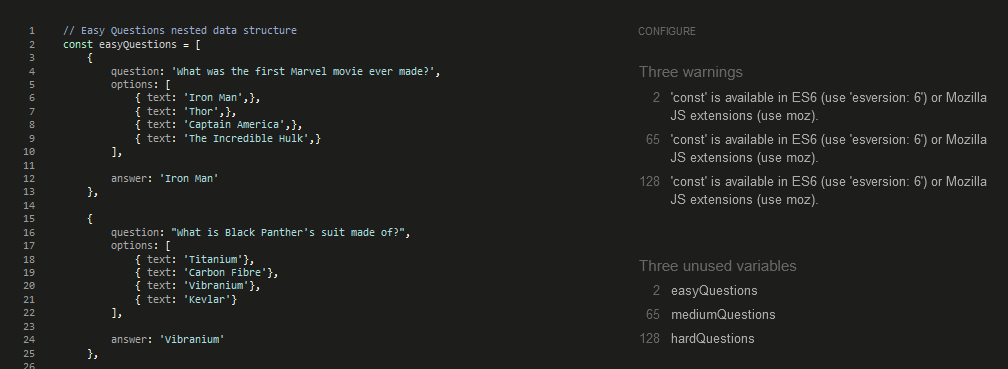 1 // Easy Questions nested data structure
2 const easyQuestions = [
3 {
4 question: 'What was the first Marvel movie ever made?',
5 options: [
6 { text: 'Iron Man',},
7 { text: 'Thor',},
8 { text: 'Captain America',},
9 { text: 'The Incredible Hulk',}
10 ],
11
12 answer: 'Iron Man'
13 },
14
15 {
16 question: "What is Black Panther's suit made of?",
17 options: [
18 { text: 'Titanium'},
19 { text: 'Carbon Fibre'},
20 { text: 'Vibranium'},
21 { text: 'Kevlar'}
22 ],
23
24 answer: 'Vibranium'
25 },
26
CONFIGURE
Three warnings
2 'const' is available in ES6 (use 'esversion: 6') or Mozilla
JS extensions (use moz).
65 'const' is available in ES6 (use 'esversion: 6') or Mozilla
JS extensions (use moz).
128 'const' is available in ES6 (use 'esversion: 6') or Mozilla
JS extensions (use moz).
Three unused variables
2 easyQuestions
65 mediumQuestions
128 hardQuestions